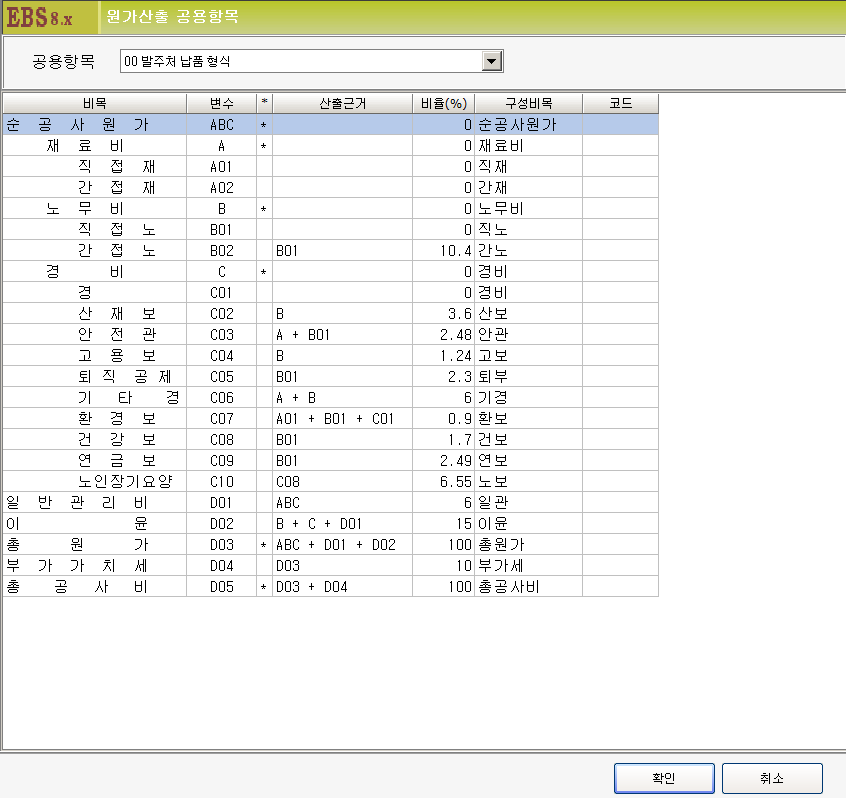 EBS 8.x 원가산출 공용항목
공용항목 00 발주처 납품 형식
비목 변수 * 산출근거 비율(%) 구성비목 코드
순 공 사 원 가 ABC * 0 순공사원가
재 료 비 A * 0 재료비
직 접 재 A01 0 직재
간 접 재 A02 0 간재
노 무 비 B * 0 노무비
직 접 노 B01 0 직노
간 접 노 B02 B01 10.4 간노
경 비 C * 0 경비
경 C01 0 경비
산 재 보 C02 B 3.6 산보
안 전 관 C03 A + B01 2.48 안관
고 용 보 C04 B 1.24 고보
퇴 직 공 제 C05 B01 2.3 퇴부
기 타 경 C06 A + B 6 기경
환 경 보 C07 A01 + B01 + C01 0.9 환보
건 강 보 C08 B01 1.7 건보
연 금 보 C09 B01 2.49 연보
노인장기요양 C10 C08 6.55 노보
일 반 관 리 비 D01 ABC 6 일관
이 윤 D02 B + C + D01 15 이윤
총 원 가 D03 * ABC + D01 + D02 100 총원가
부 가 가 치 세 D04 D03 10 부가세
총 공 사 비 D05 * D03 + D04 100 총공사비
확인 취소